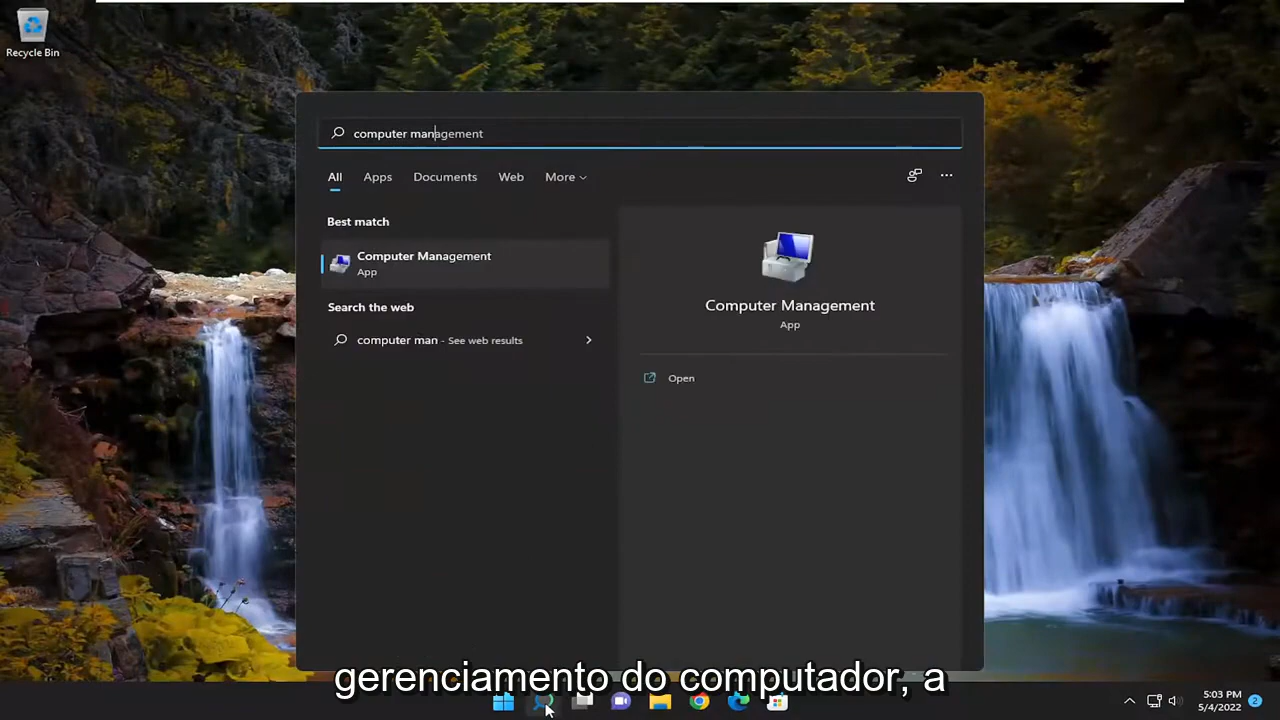 Recycle Bin
computer management
All Apps Documents Web More
Best match
Computer Management
App
Search the web
computer man - See web results
Computer Management
App
Open
gerenciamento do computador, a
5:03 PM
5/4/2022
2